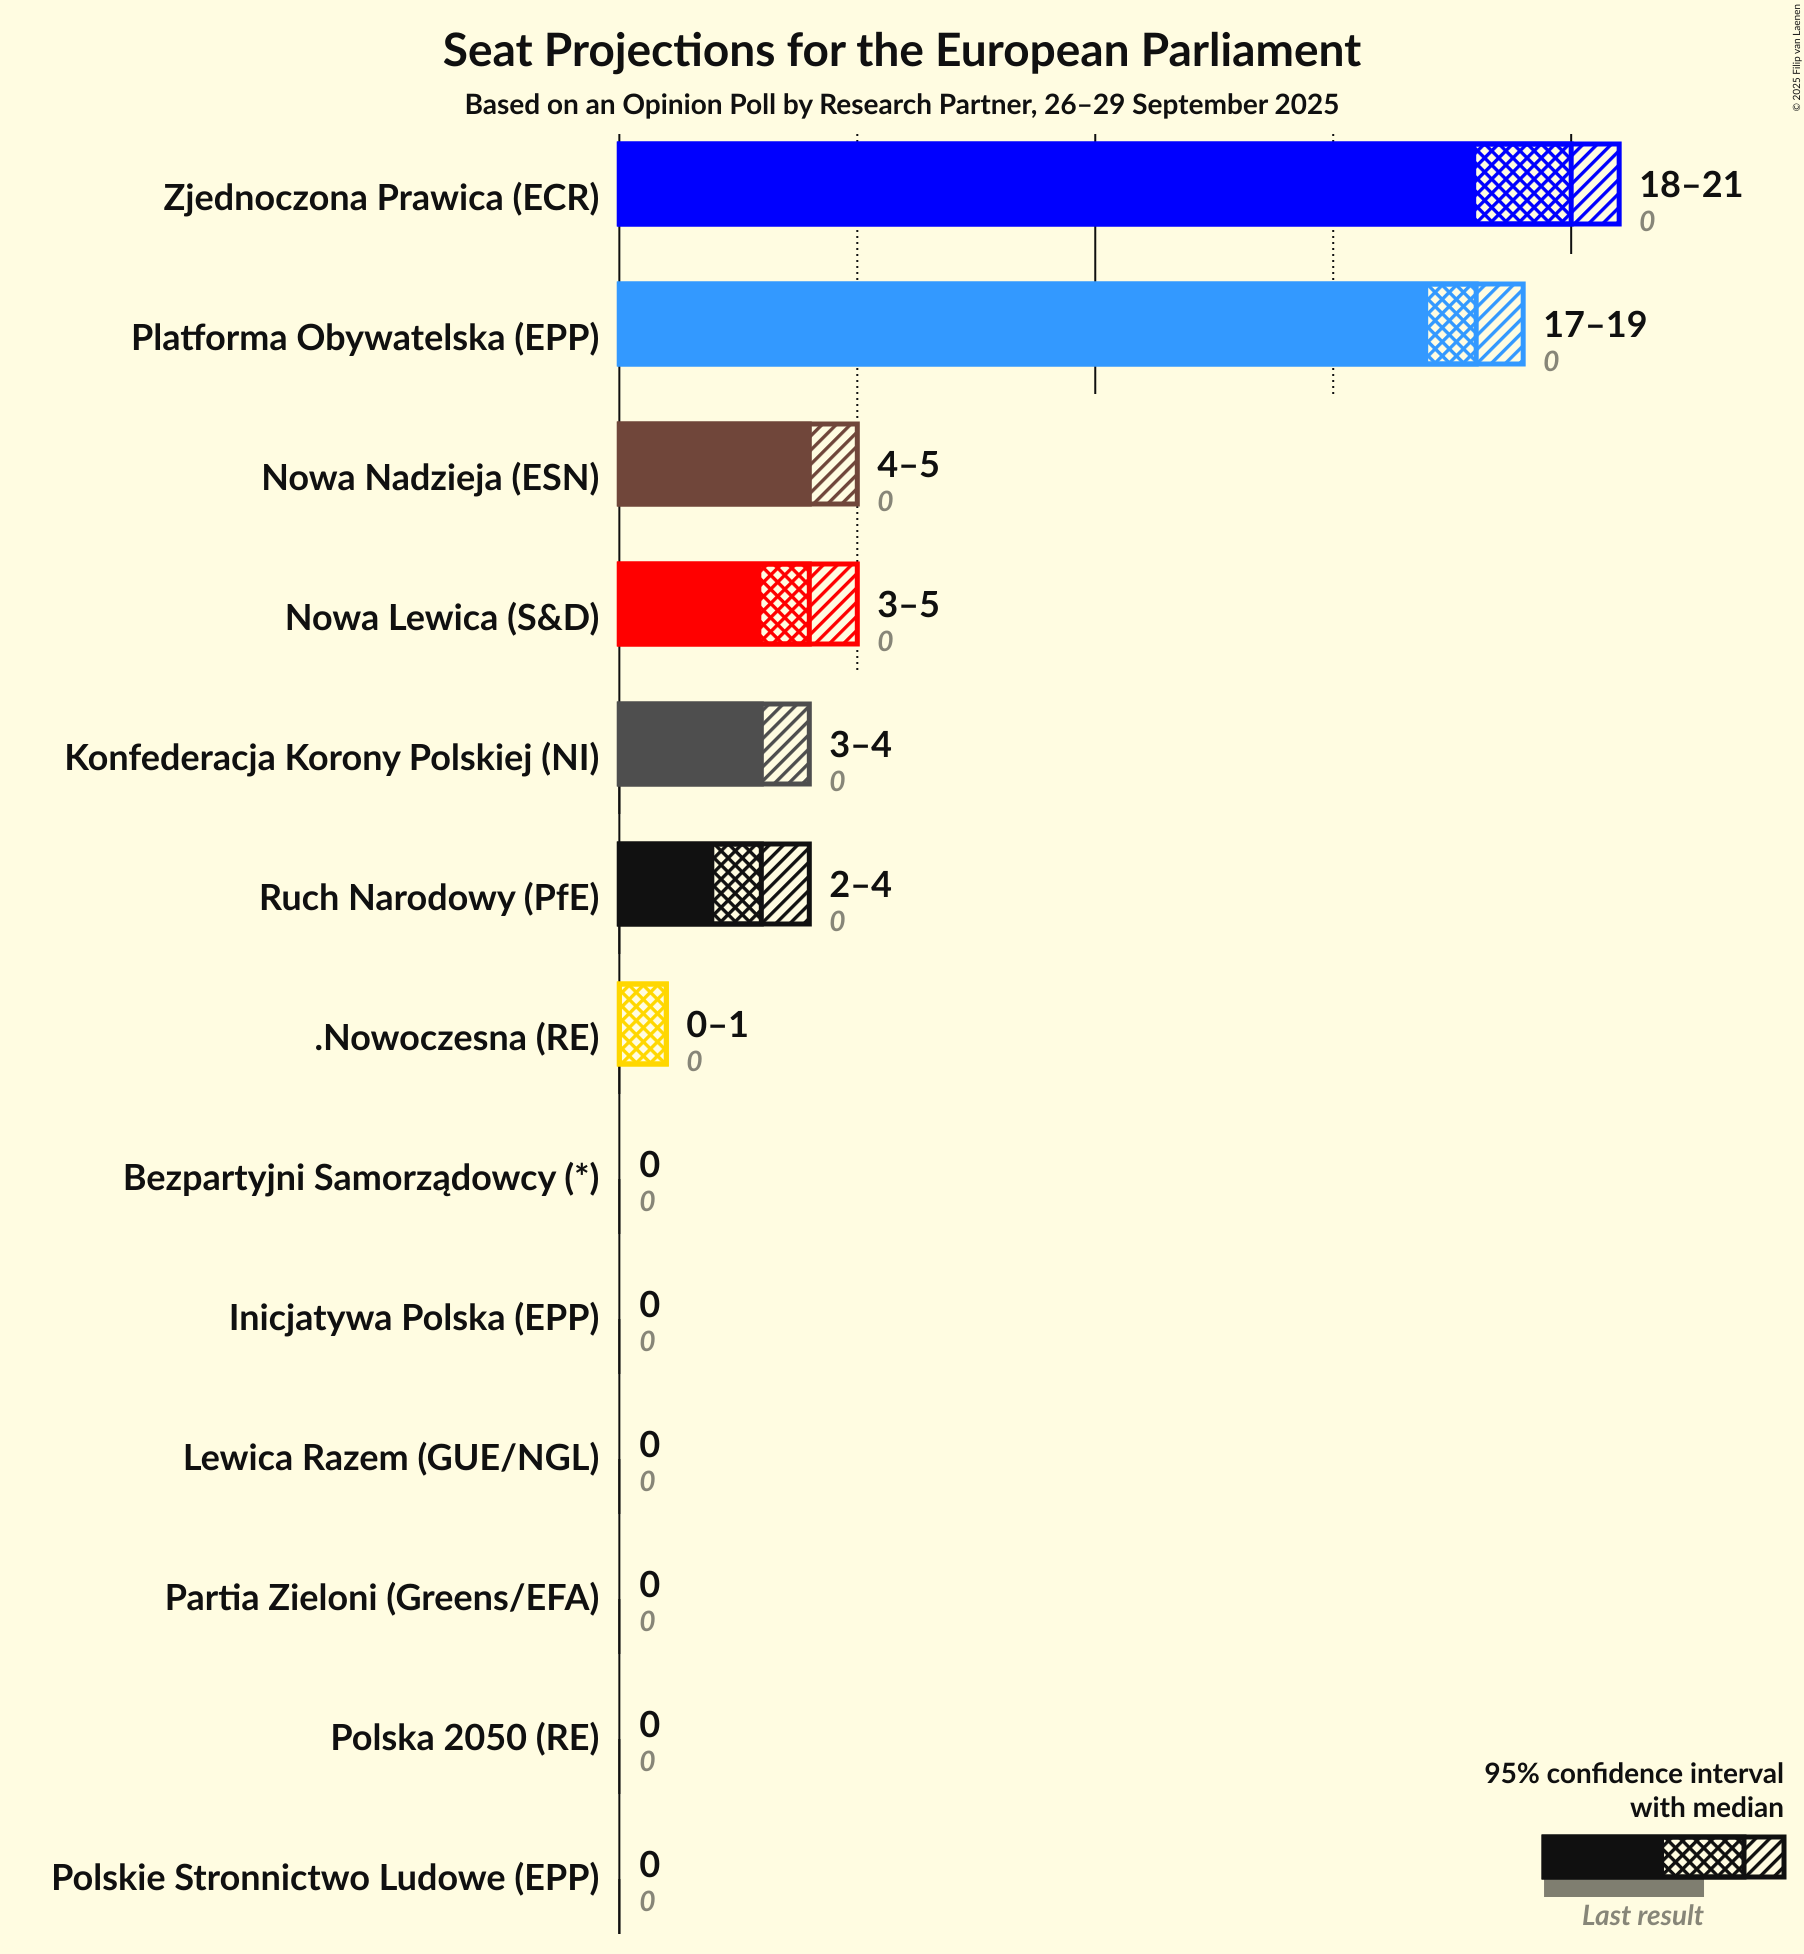 Seat Projections for the European Parliament
Based on an Opinion Poll by Research Partner, 26–29 September 2025
© 2025 Filip van Laenen
Zjednoczona Prawica (ECR)
18–21
0
Platforma Obywatelska (EPP)
17–19
0
Nowa Nadzieja (ESN)
4–5
0
Nowa Lewica (S&D)
3–5
0
Konfederacja Korony Polskiej (NI)
3–4
0
Ruch Narodowy (PfE)
2–4
0
.Nowoczesna (RE)
0–1
0
Bezpartyjni Samorządowcy (*)
0
0
Inicjatywa Polska (EPP)
0
0
Lewica Razem (GUE/NGL)
0
0
Partia Zieloni (Greens/EFA)
0
0
Polska 2050 (RE)
0
0
Polskie Stronnictwo Ludowe (EPP)
0
0
95% confidence interval
with median
Last result